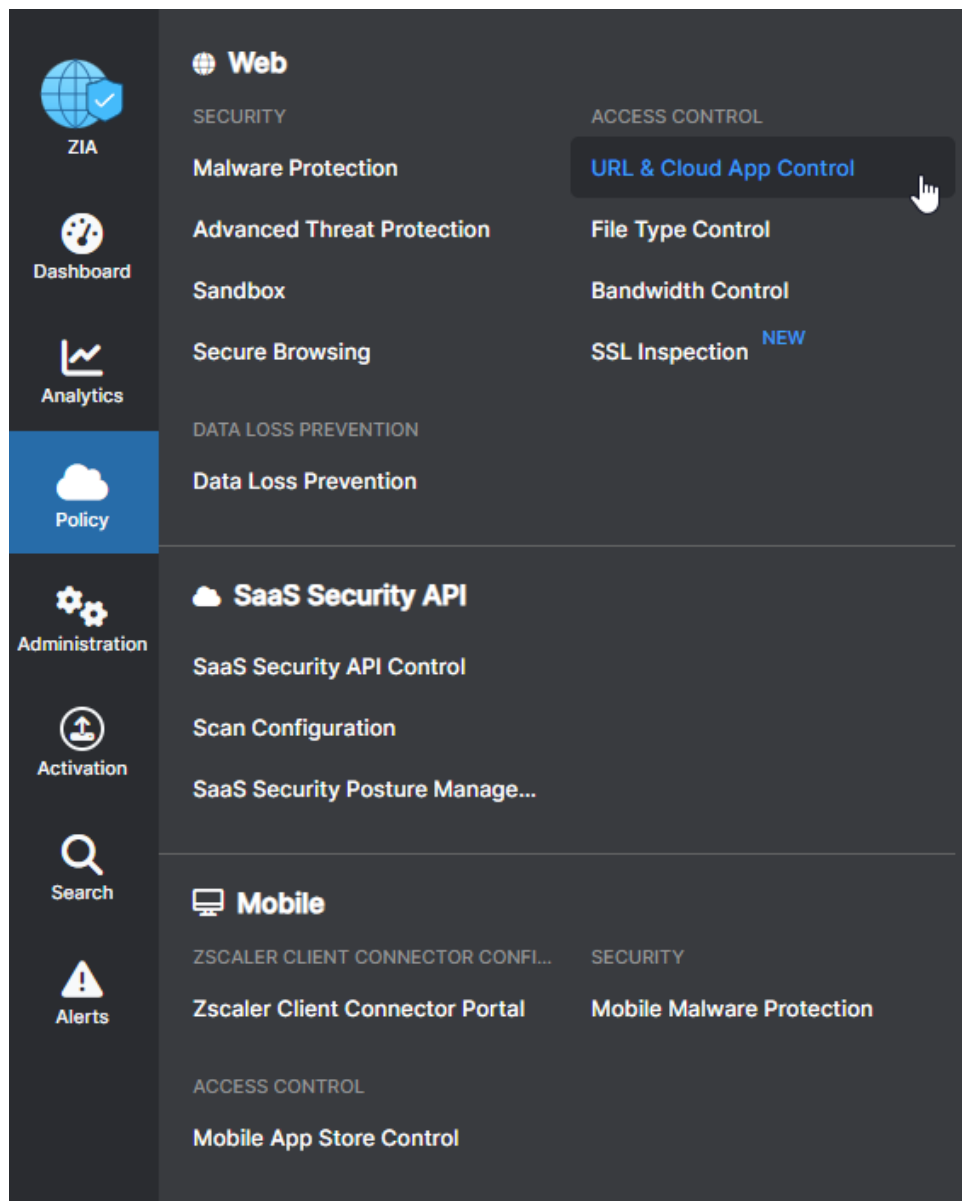 ZIA
Dashboard
Analytics
Policy
Administration
Activation
Search
Alerts
Web
SECURITY
Malware Protection
Advanced Threat Protection
Sandbox
Secure Browsing
DATA LOSS PREVENTION
Data Loss Prevention
ACCESS CONTROL
URL & Cloud App Control
File Type Control
Bandwidth Control
SSL Inspection NEW
SaaS Security API
SaaS Security API Control
Scan Configuration
SaaS Security Posture Manage...
Mobile
ZSCALER CLIENT CONNECTOR CONFI...
Zscaler Client Connector Portal
SECURITY
Mobile Malware Protection
ACCESS CONTROL
Mobile App Store Control